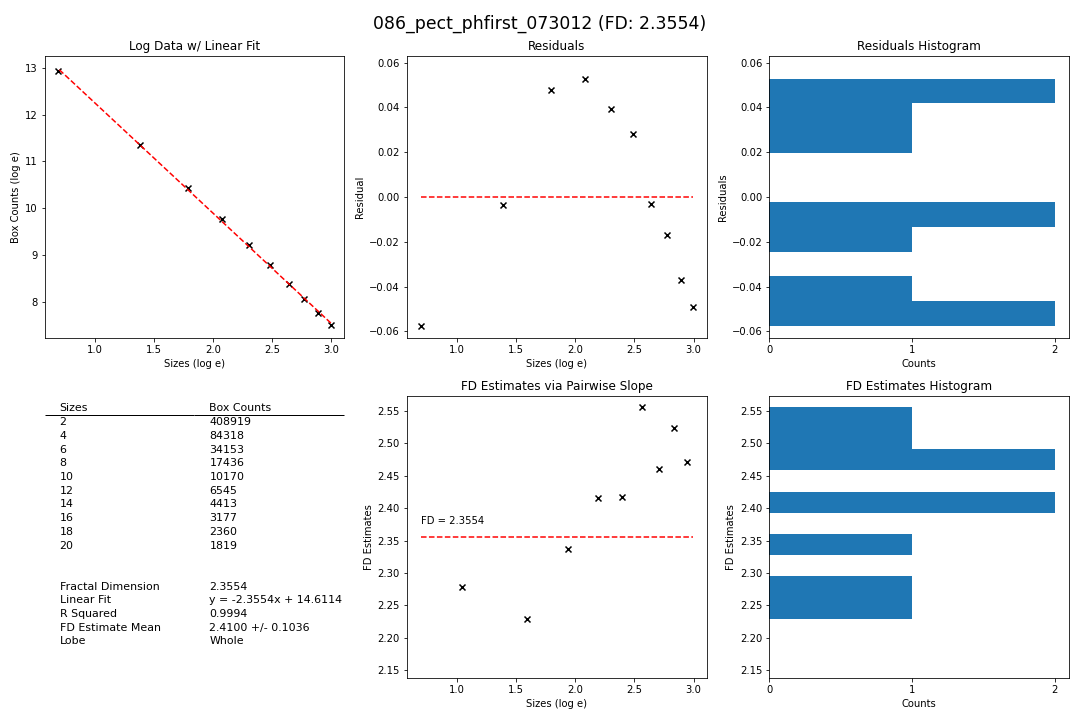 086_pect_phfirst_073012 (FD: 2.3554)
Log Data w/ Linear Fit
13
12
11
10
9
8
Box Counts (log e)
1.0 1.5 2.0 2.5 3.0
Sizes (log e)
Residuals
0.06
0.04
0.02
0.00
−0.02
−0.04
−0.06
Residual
1.0 1.5 2.0 2.5 3.0
Sizes (log e)
Residuals Histogram
0.06
0.04
0.02
0.00
−0.02
−0.04
−0.06
Residuals
0 1 2
Counts
Sizes Box Counts
2 408919
4 84318
6 34153
8 17436
10 10170
12 6545
14 4413
16 3177
18 2360
20 1819
Fractal Dimension 2.3554
Linear Fit y = -2.3554x + 14.6114
R Squared 0.9994
FD Estimate Mean 2.4100 +/- 0.1036
Lobe Whole
FD Estimates via Pairwise Slope
2.55
2.50
2.45
2.40
2.35
2.30
2.25
2.20
2.15
FD Estimates
FD = 2.3554
1.0 1.5 2.0 2.5 3.0
Sizes (log e)
FD Estimates Histogram
2.55
2.50
2.45
2.40
2.35
2.30
2.25
2.20
2.15
FD Estimates
0 1 2
Counts